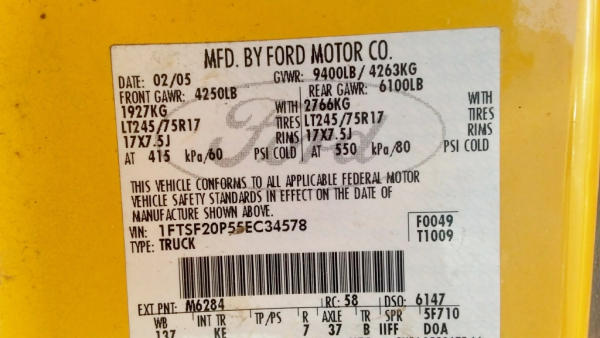 MFD. BY FORD MOTOR CO.
DATE: 02/05 GVWR: 9400LB/ 4263KG
FRONT GAWR: 4250LB REAR GAWR: 6100LB
1927KG WITH 2766KG WITH
LT245/75R17 TIRES LT245/75R17 TIRES
17X7.5J RIMS 17X7.5J RIMS
AT 415 kPa/60 PSI COLD AT 550 kPa/80 PSI COLD
Ford
THIS VEHICLE CONFORMS TO ALL APPLICABLE FEDERAL MOTOR
VEHICLE SAFETY STANDARDS IN EFFECT ON THE DATE OF
MANUFACTURE SHOWN ABOVE.
VIN: 1FTSF20P55EC34578 F0049
TYPE: TRUCK T1009
EXT PNT: M6284 RC: 58 DSO: 6147
WB INT TR TP/PS R AXLE TR SPR 5F710
137 KE 7 37 B IIFF DOA